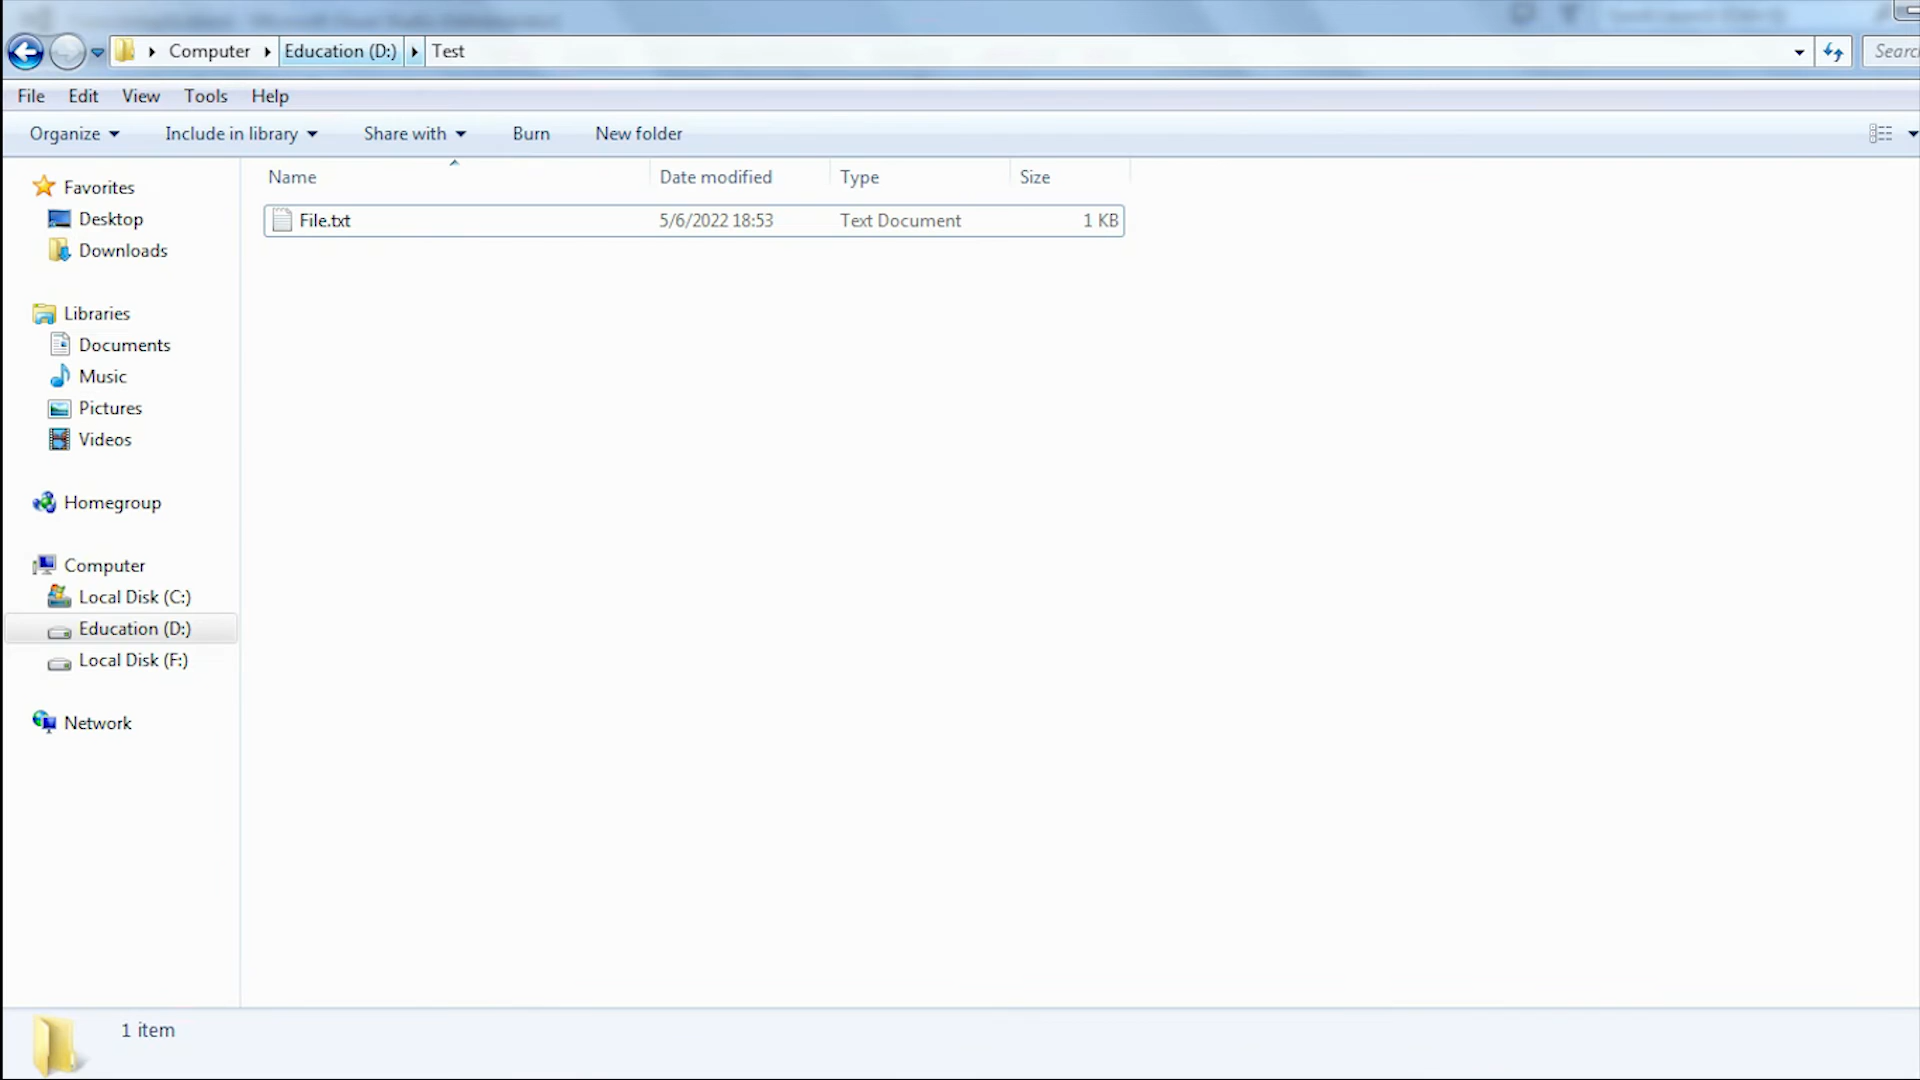 Computer Education (D:) Test
Searc
File Edit View Tools Help
Organize Include in library Share with Burn New folder
Name Date modified Type Size
File.txt 5/6/2022 18:53 Text Document 1 KB
Favorites
Desktop
Downloads
Libraries
Documents
Music
Pictures
Videos
Homegroup
Computer
Local Disk (C:)
Education (D:)
Local Disk (F:)
Network
1 item